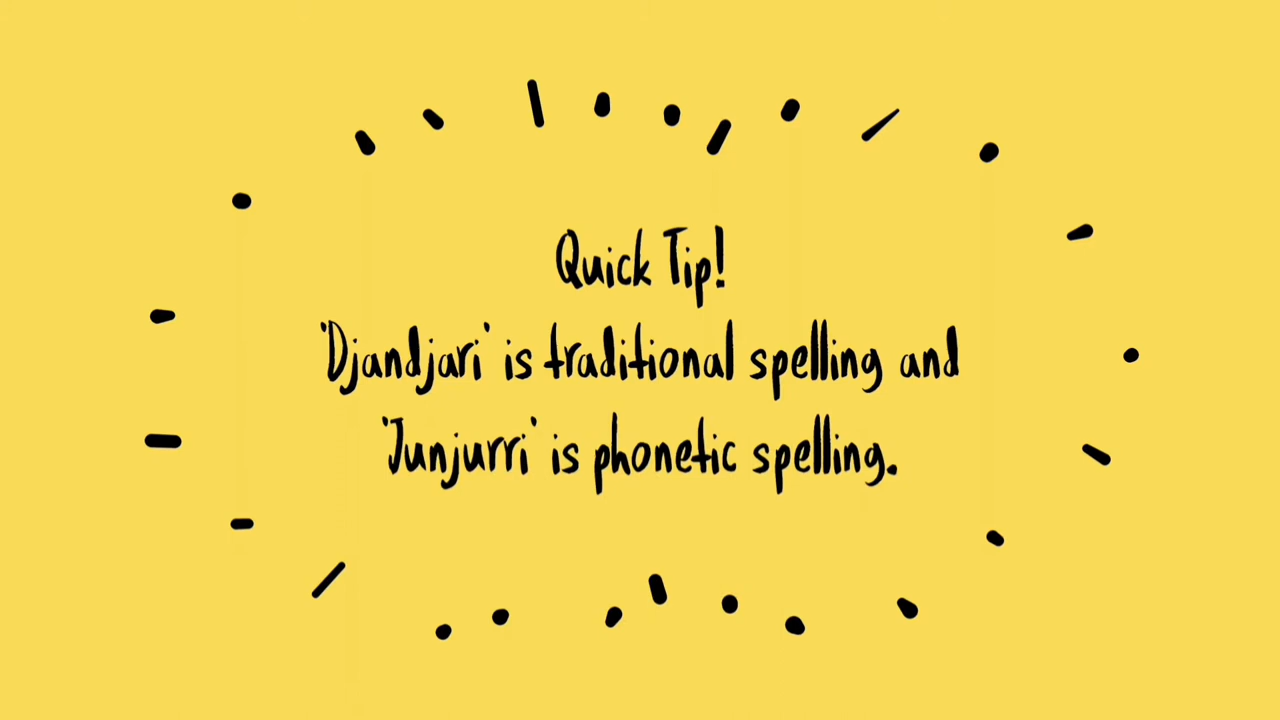 Quick Tip!
'Djandjari' is traditional spelling and
'Junjurri' is phonetic spelling.